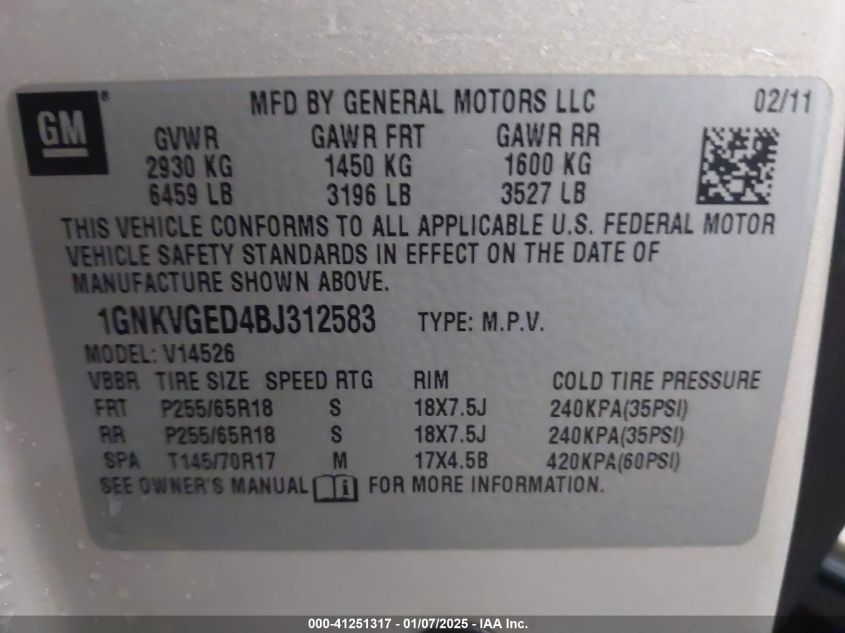 GM ® MFD BY GENERAL MOTORS LLC 02/11
GVWR GAWR FRT GAWR RR
2930 KG 1450 KG 1600 KG
6459 LB 3196 LB 3527 LB
THIS VEHICLE CONFORMS TO ALL APPLICABLE U.S. FEDERAL MOTOR
VEHICLE SAFETY STANDARDS IN EFFECT ON THE DATE OF
MANUFACTURE SHOWN ABOVE.
1GNKVGED4BJ312583 TYPE: M.P.V.
MODEL: V14526
VBBR TIRE SIZE SPEED RTG RIM COLD TIRE PRESSURE
FRT P255/65R18 S 18X7.5J 240KPA(35PSI)
RR P255/65R18 S 18X7.5J 240KPA(35PSI)
SPA T145/70R17 M 17X4.5B 420KPA(60PSI)
SEE OWNER'S MANUAL i FOR MORE INFORMATION.
000-41251317 - 01/07/2025 - IAA Inc.